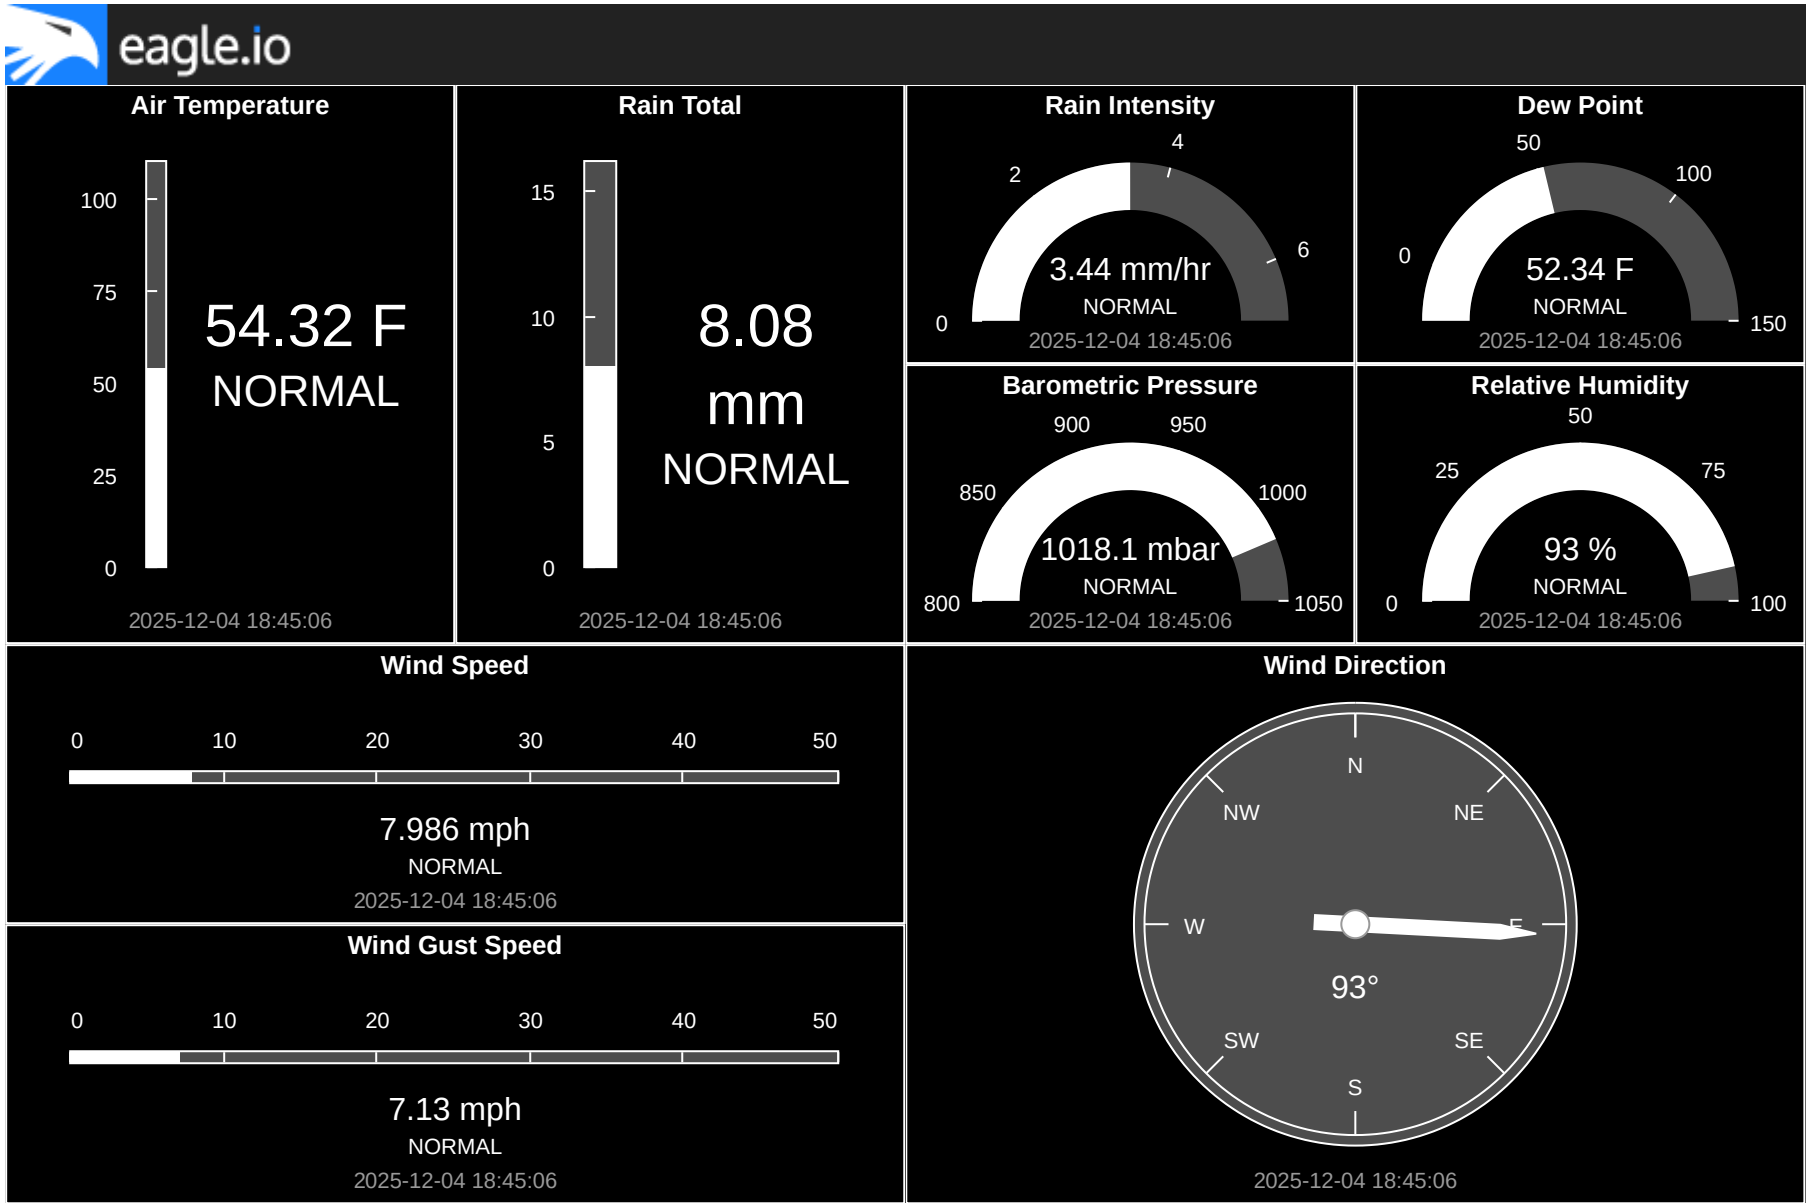 eagle.io
Air Temperature
100
75
50
25
0
54.32 F
NORMAL
2025-12-04 18:45:06
Rain Total
15
10
5
0
8.08
mm
NORMAL
2025-12-04 18:45:06
Rain Intensity
0
2
4
6
3.44 mm/hr
NORMAL
2025-12-04 18:45:06
Dew Point
0
50
100
150
52.34 F
NORMAL
2025-12-04 18:45:06
Barometric Pressure
800
850
900
950
1000
1050
1018.1 mbar
NORMAL
2025-12-04 18:45:06
Relative Humidity
0
25
50
75
100
93 %
NORMAL
2025-12-04 18:45:06
Wind Speed
0 10 20 30 40 50
7.986 mph
NORMAL
2025-12-04 18:45:06
Wind Gust Speed
0 10 20 30 40 50
7.13 mph
NORMAL
2025-12-04 18:45:06
Wind Direction
N
NW NE
W E
93°
SW SE
S
2025-12-04 18:45:06